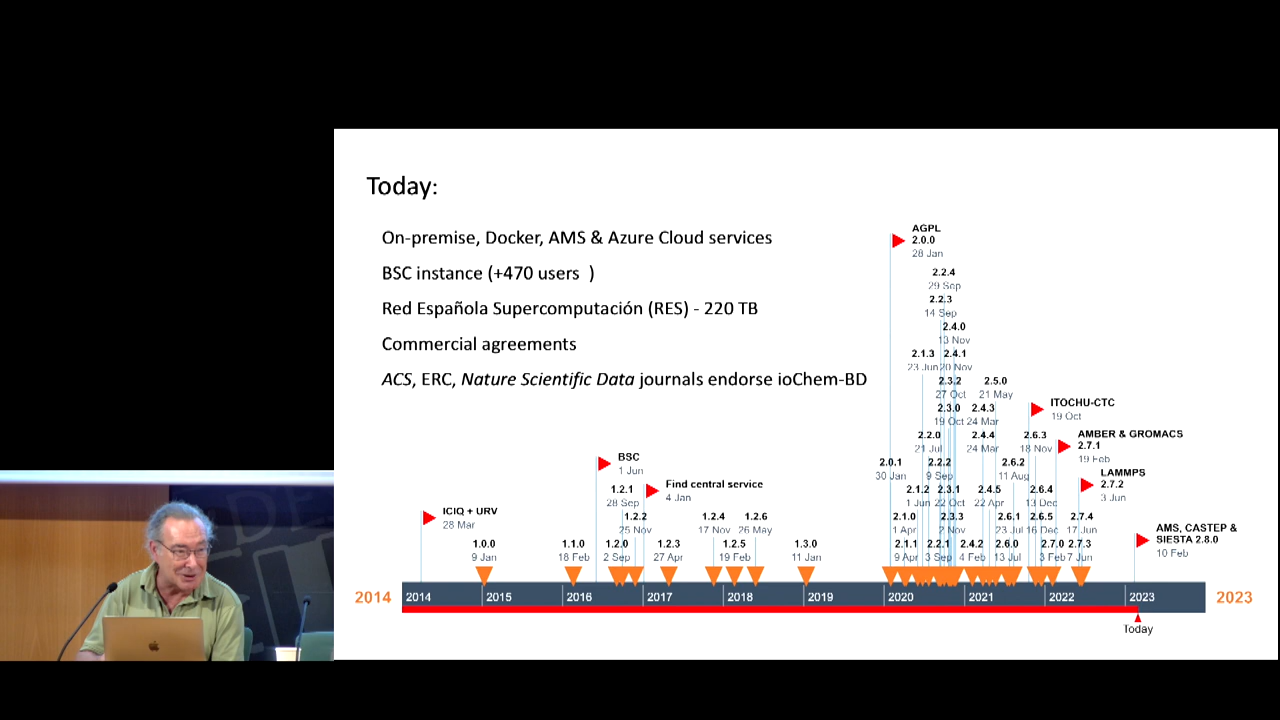 Today:
On-premise, Docker, AMS & Azure Cloud services
BSC instance (+470 users )
Red Española Supercomputación (RES) - 220 TB
Commercial agreements
ACS, ERC, Nature Scientific Data journals endorse ioChem-BD
AGPL
2.0.0
28 Jan
2.2.4
29 Sep
2.2.3
14 Sep
2.4.0
13 Nov
2.1.3 2.4.1
23 Jun 20 Nov
2.3.2 2.5.0
27 Oct 21 May
2.3.0 2.4.3
19 Oct 24 Mar
ITOCHU-CTC
19 Oct
2.2.0 2.4.4 2.6.3
21 Jul 24 Mar 18 Nov
AMBER & GROMACS
2.7.1
19 Feb
BSC
1 Jun
2.0.1 2.2.2 2.6.2
30 Jan 9 Sep 11 Aug
LAMMPS
2.7.2
3 Jun
Find central service
4 Jan
1.2.1 2.1.2 2.3.1 2.4.5 2.6.4
28 Sep 1 Jun 22 Oct 22 Apr 13 Dec
ICIQ + URV
28 Mar
1.2.2 1.2.4 1.2.6 2.1.0 2.3.3 2.6.1 2.6.5 2.7.4
25 Nov 17 Nov 26 May 1 Apr 2 Nov 23 Jul 16 Dec 17 Jun
AMS, CASTEP &
SIESTA 2.8.0
10 Feb
1.0.0 1.1.0 1.2.0 1.2.3 1.2.5 1.3.0 2.1.1 2.2.1 2.4.2 2.6.0 2.7.0 2.7.3
9 Jan 18 Feb 2 Sep 27 Apr 19 Feb 11 Jan 9 Apr 3 Sep 4 Feb 13 Jul 3 Feb 7 Jun
2014 2014 2015 2016 2017 2018 2019 2020 2021 2022 2023 2023
Today